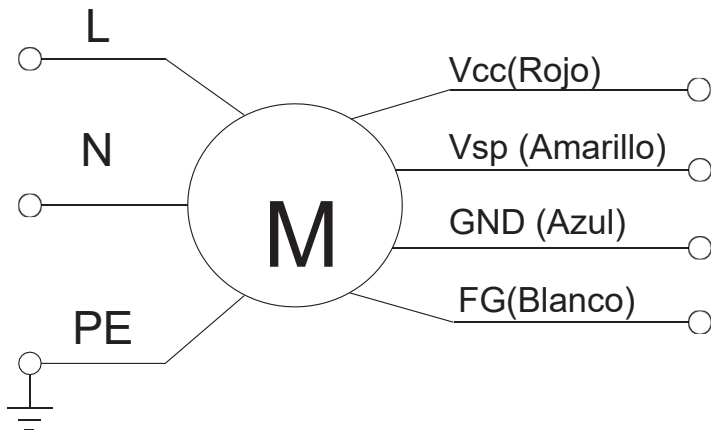 L
N
PE
M
Vcc(Rojo)
Vsp (Amarillo)
GND (Azul)
FG(Blanco)